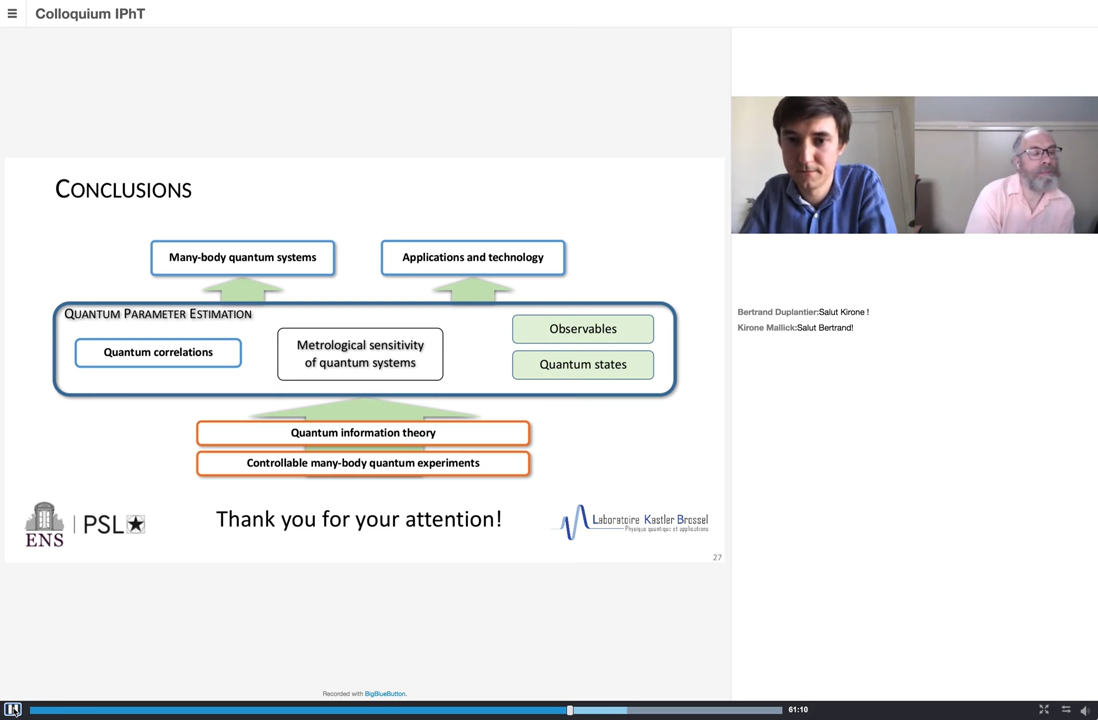 Colloquium IPhT
CONCLUSIONS
Many-body quantum systems
Applications and technology
QUANTUM PARAMETER ESTIMATION
Quantum correlations
Metrological sensitivity
of quantum systems
Observables
Quantum states
Quantum information theory
Controllable many-body quantum experiments
ENS
PSL
Thank you for your attention!
Laboratoire Kastler Brossel
Physique quantique et applications
27
Bertrand Duplantier:Salut Kirone !
Kirone Mallick:Salut Bertrand!
Recorded with BigBlueButton.
61:10